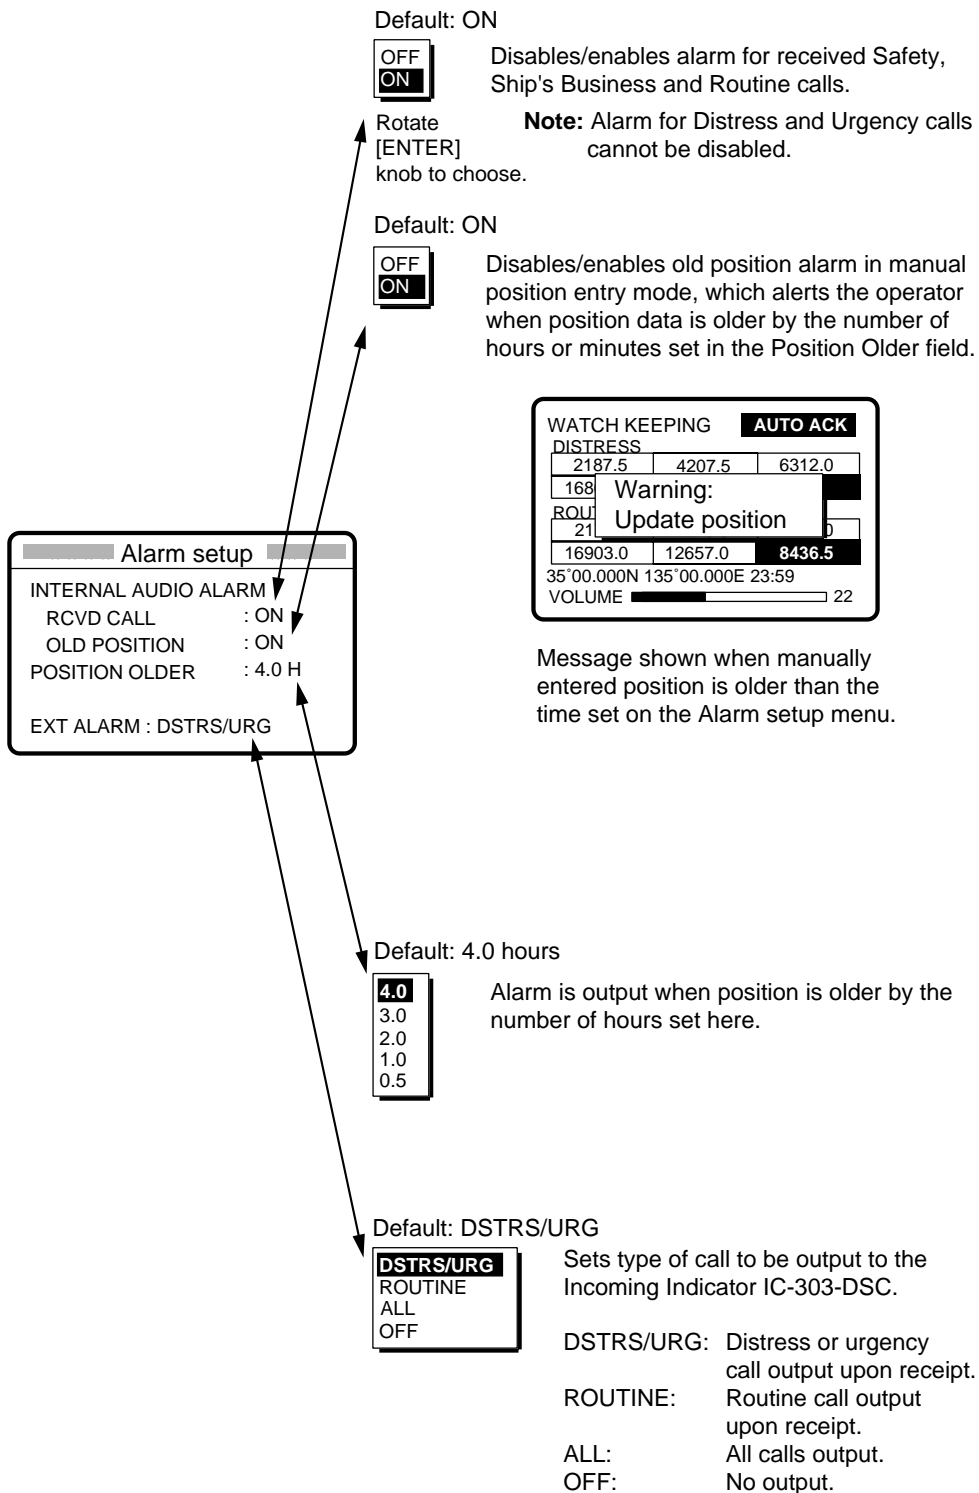 Default: ON
OFF
ON
Disables/enables alarm for received Safety,
Ship's Business and Routine calls.
Rotate
[ENTER]
knob to choose.
Note: Alarm for Distress and Urgency calls
cannot be disabled.
Default: ON
OFF
ON
Disables/enables old position alarm in manual
position entry mode, which alerts the operator
when position data is older by the number of
hours or minutes set in the Position Older field.
WATCH KEEPING AUTO ACK
DISTRESS
2187.5 4207.5 6312.0
168
Warning:
Update position
ROUT
21 0
16903.0 12657.0 8436.5
35°00.000N 135°00.000E 23:59
VOLUME 22
Message shown when manually
entered position is older than the
time set on the Alarm setup menu.
Alarm setup
INTERNAL AUDIO ALARM
RCVD CALL : ON
OLD POSITION : ON
POSITION OLDER : 4.0 H
EXT ALARM : DSTRS/URG
Default: 4.0 hours
4.0
3.0
2.0
1.0
0.5
Alarm is output when position is older by the
number of hours set here.
Default: DSTRS/URG
DSTRS/URG
ROUTINE
ALL
OFF
Sets type of call to be output to the
Incoming Indicator IC-303-DSC.
DSTRS/URG: Distress or urgency
call output upon receipt.
ROUTINE: Routine call output
upon receipt.
ALL: All calls output.
OFF: No output.